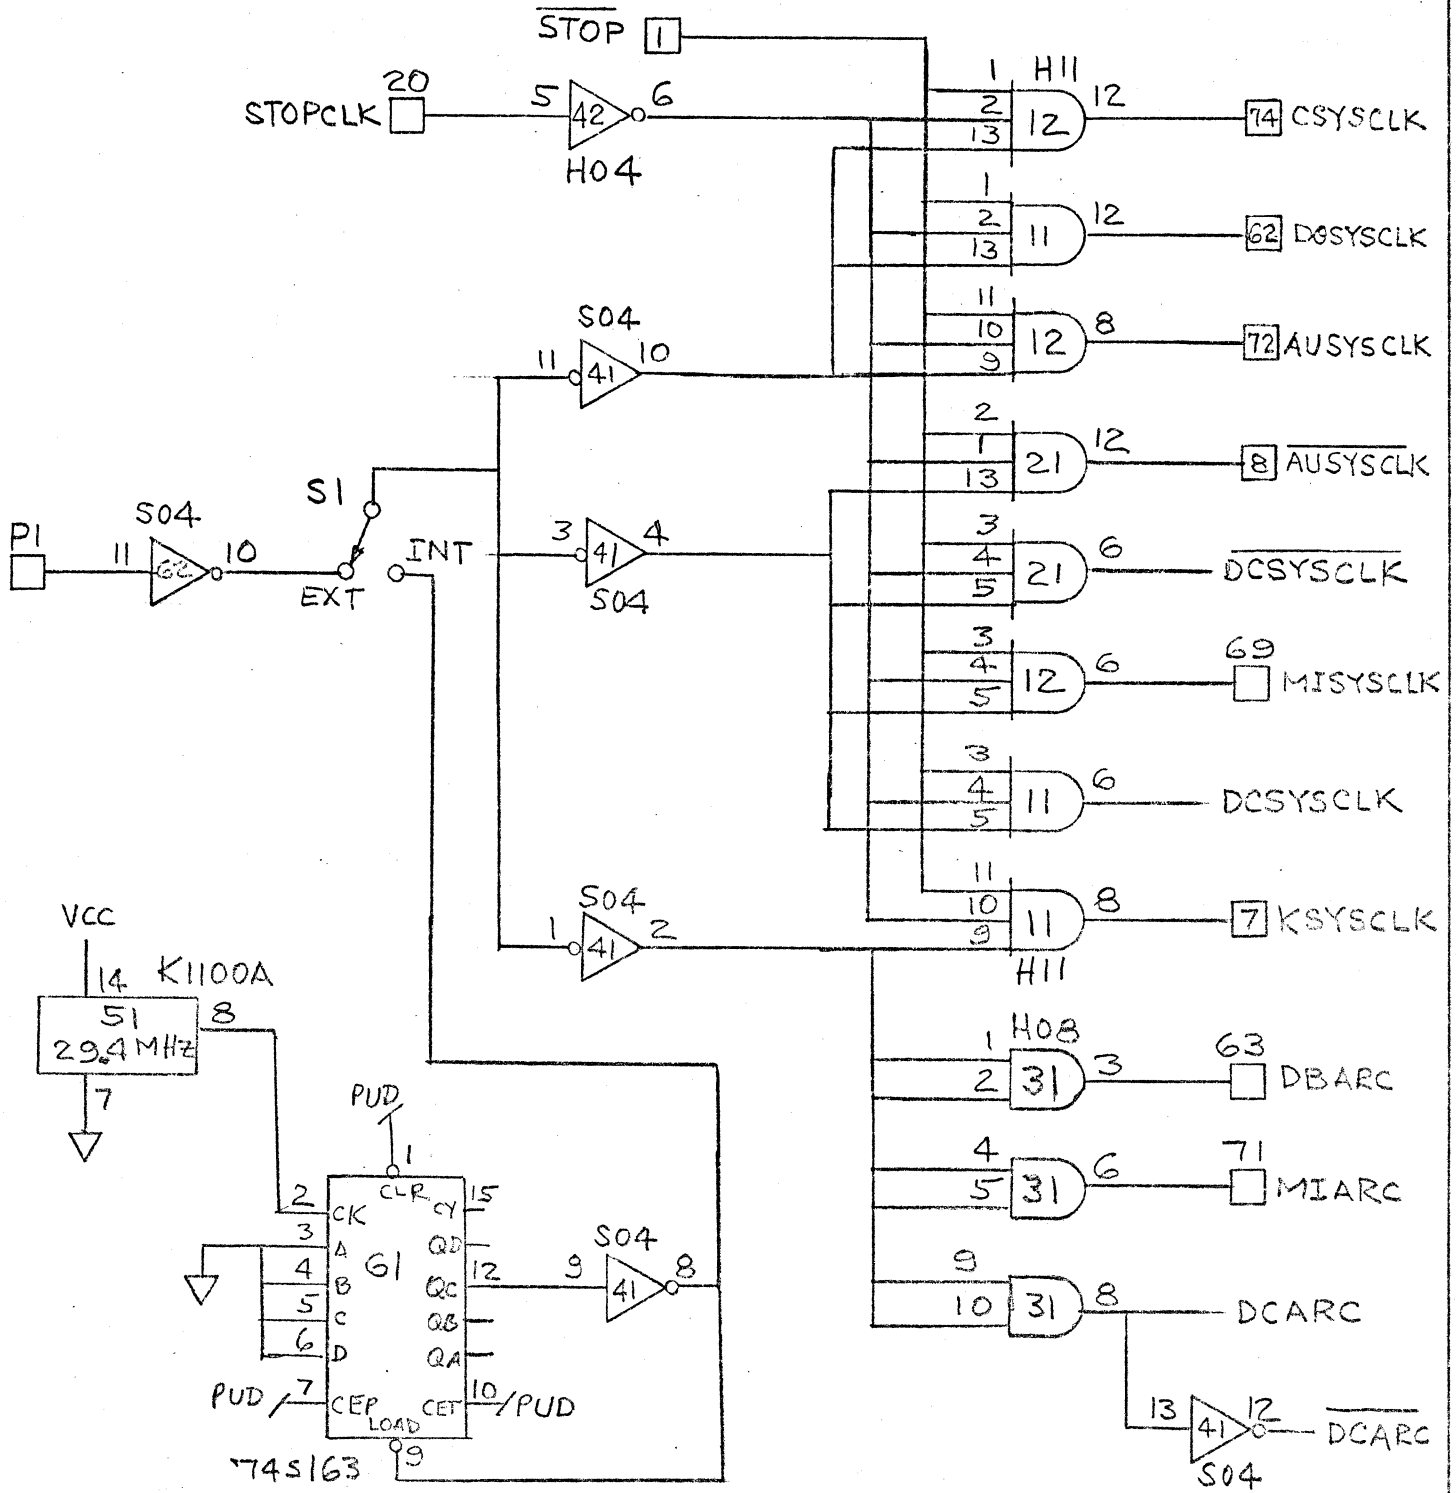 STOP 1
20
STOPCLK
5 42 6
H04
1 H11
2 12 12
13
74 CSYSCLK
1
2 11 12
13
62 DOSYSCLK
11
10 12 8
9
72 AUSYSCLK
S04
11 41 10
2
1 21 12
13
8 AUSYSCLK
S1
S04
P1
11 62 10
EXT
INT
3 41 4
S04
3
4 21 6
5
DCSYSCLK
3
4 12 6
5
69
MISYSCLK
3
4 11 6
5
DCSYSCLK
S04
1 41 2
11
10 11 8
9
H11
7 KSYSCLK
VCC
14 K1100A
51 8
29.4 MHZ
7
H08
1
2 31 3
63
DBARC
PUD
1
4
5 31 6
71
MIARC
CLR
2 CK CY 15
3 A QD
61
4 B QC 12
5 C QB
6 D QA
PUD 7 CEP CET 10 PUD
LOAD
9
74S163
S04
9 41 8
9
10 31 8
DCARC
13 41 12
S04
DCARC